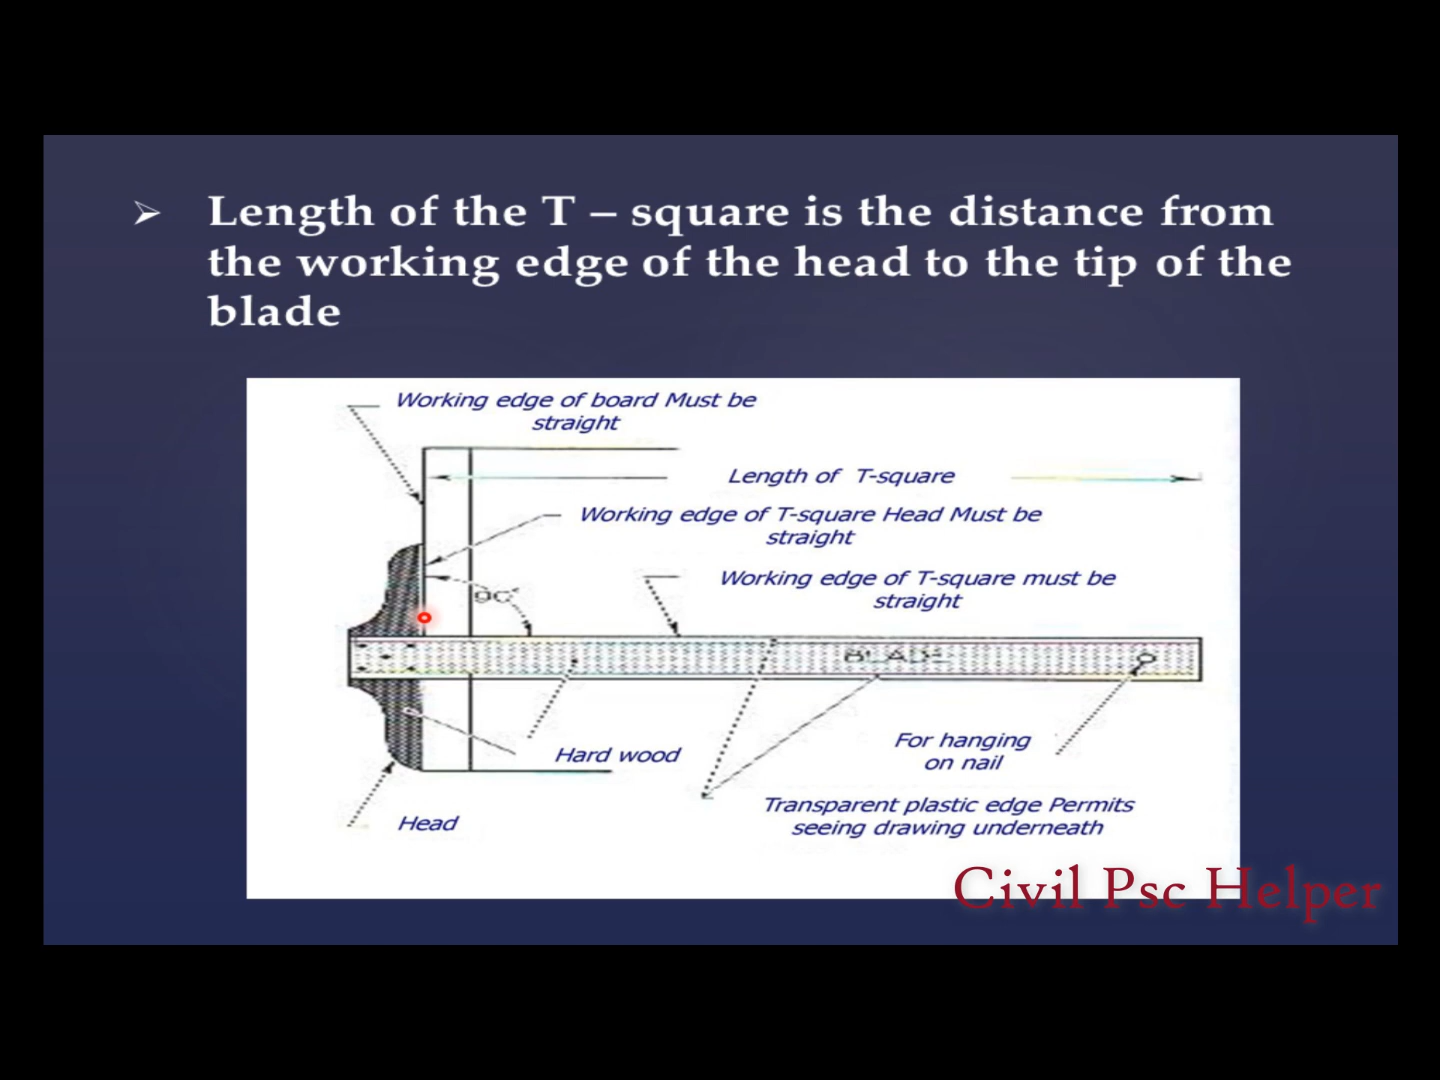 Length of the T – square is the distance from
the working edge of the head to the tip of the
blade
Working edge of board Must be
straight
Length of T-square
Working edge of T-square Head Must be
straight
Working edge of T-square must be
straight
90°
BLADE
Hard wood
For hanging
on nail
Head
Transparent plastic edge Permits
seeing drawing underneath
Civil Psc Helper